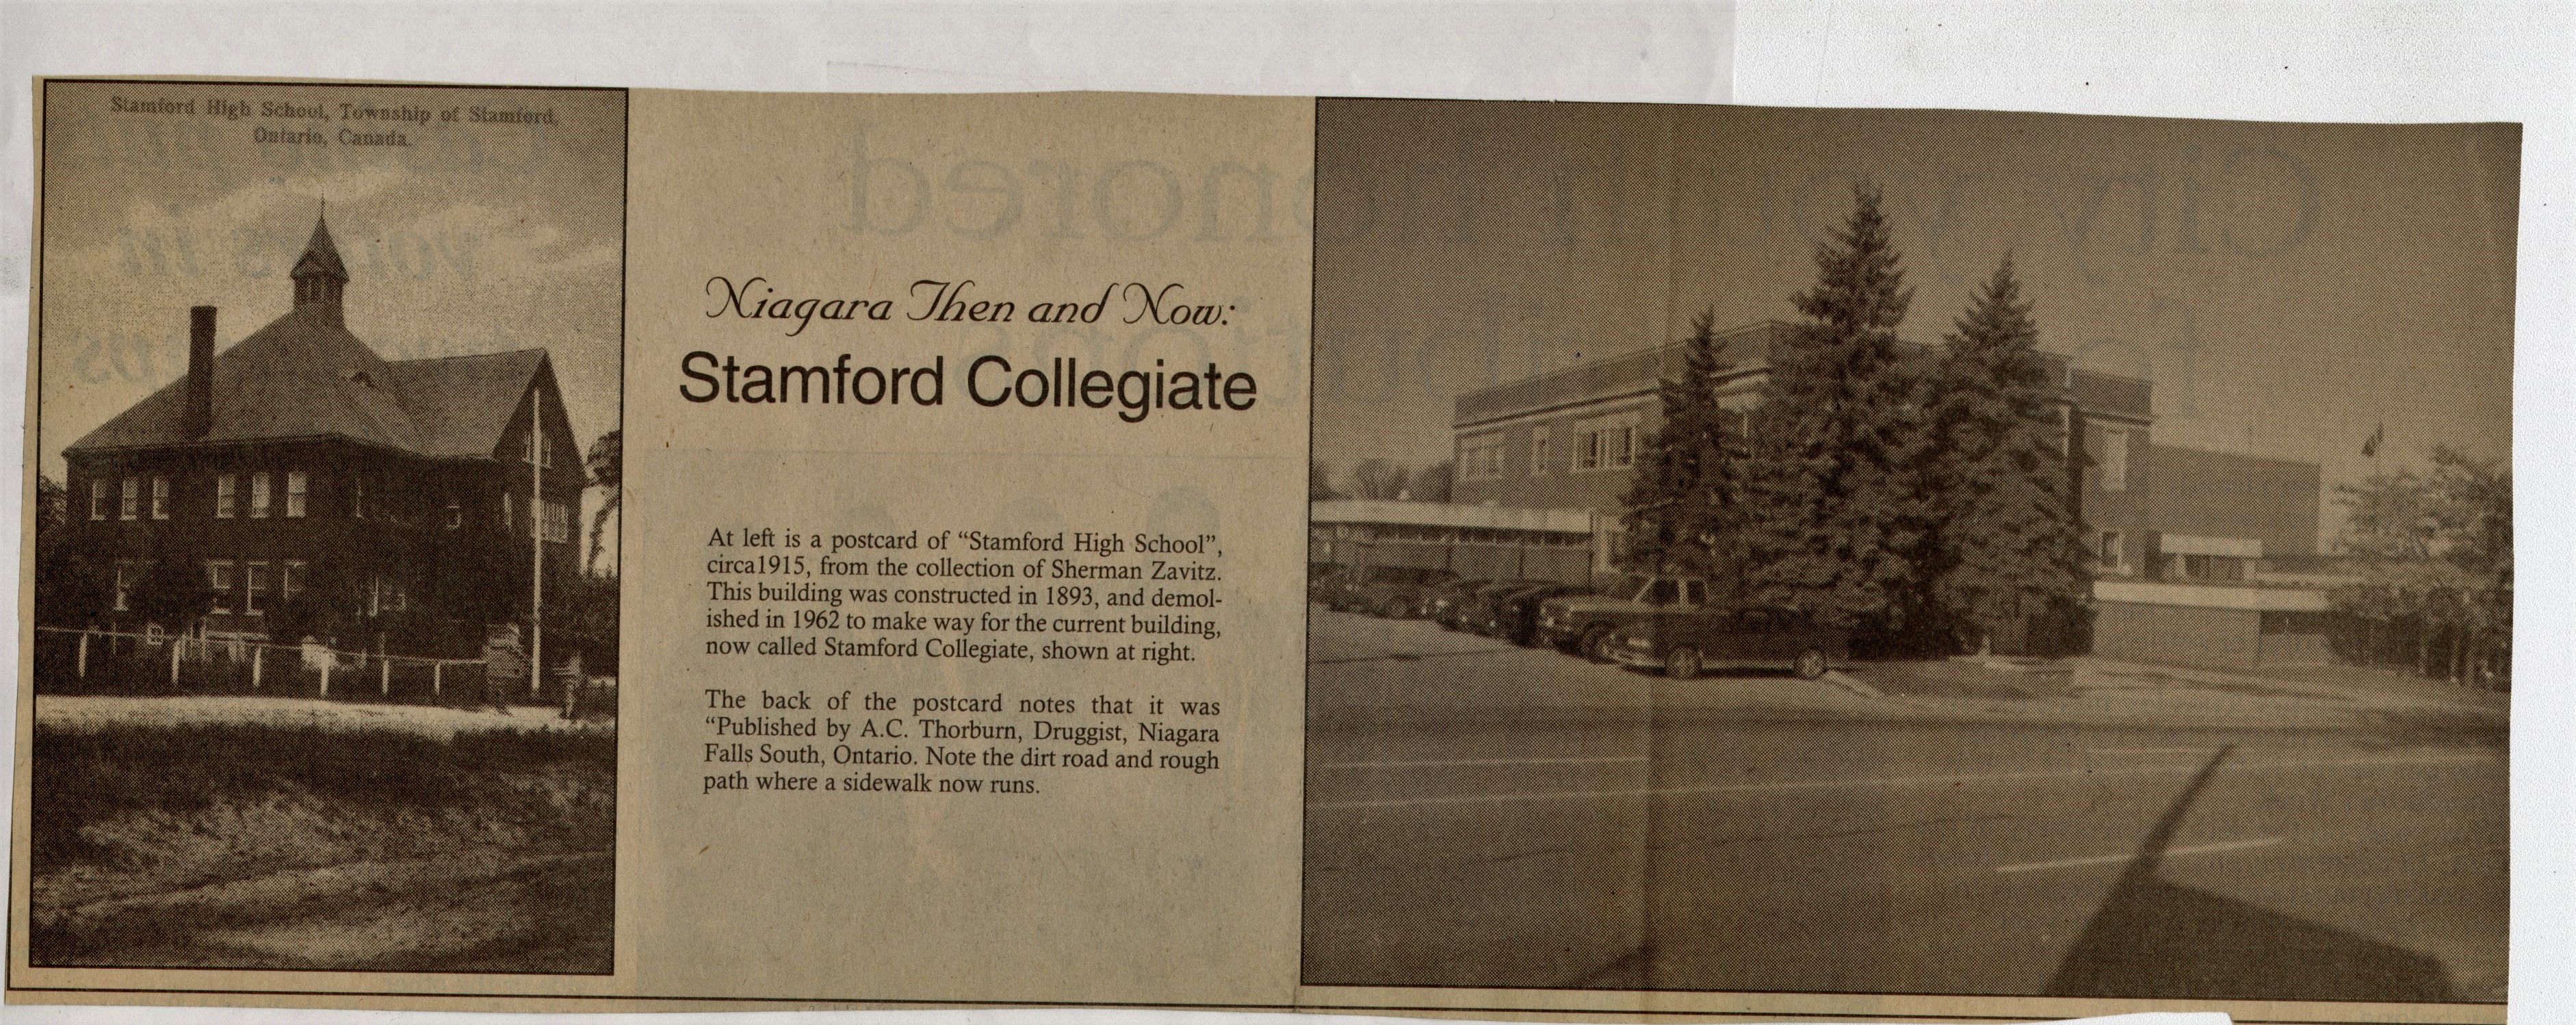 Stamford High School, Township of Stamford,
Ontario, Canada.
Niagara Then and Now:
Stamford Collegiate
At left is a postcard of “Stamford High School”,
circa1915, from the collection of Sherman Zavitz.
This building was constructed in 1893, and demol-
ished in 1962 to make way for the current building,
now called Stamford Collegiate, shown at right.
The back of the postcard notes that it was
“Published by A.C. Thorburn, Druggist, Niagara
Falls South, Ontario. Note the dirt road and rough
path where a sidewalk now runs.